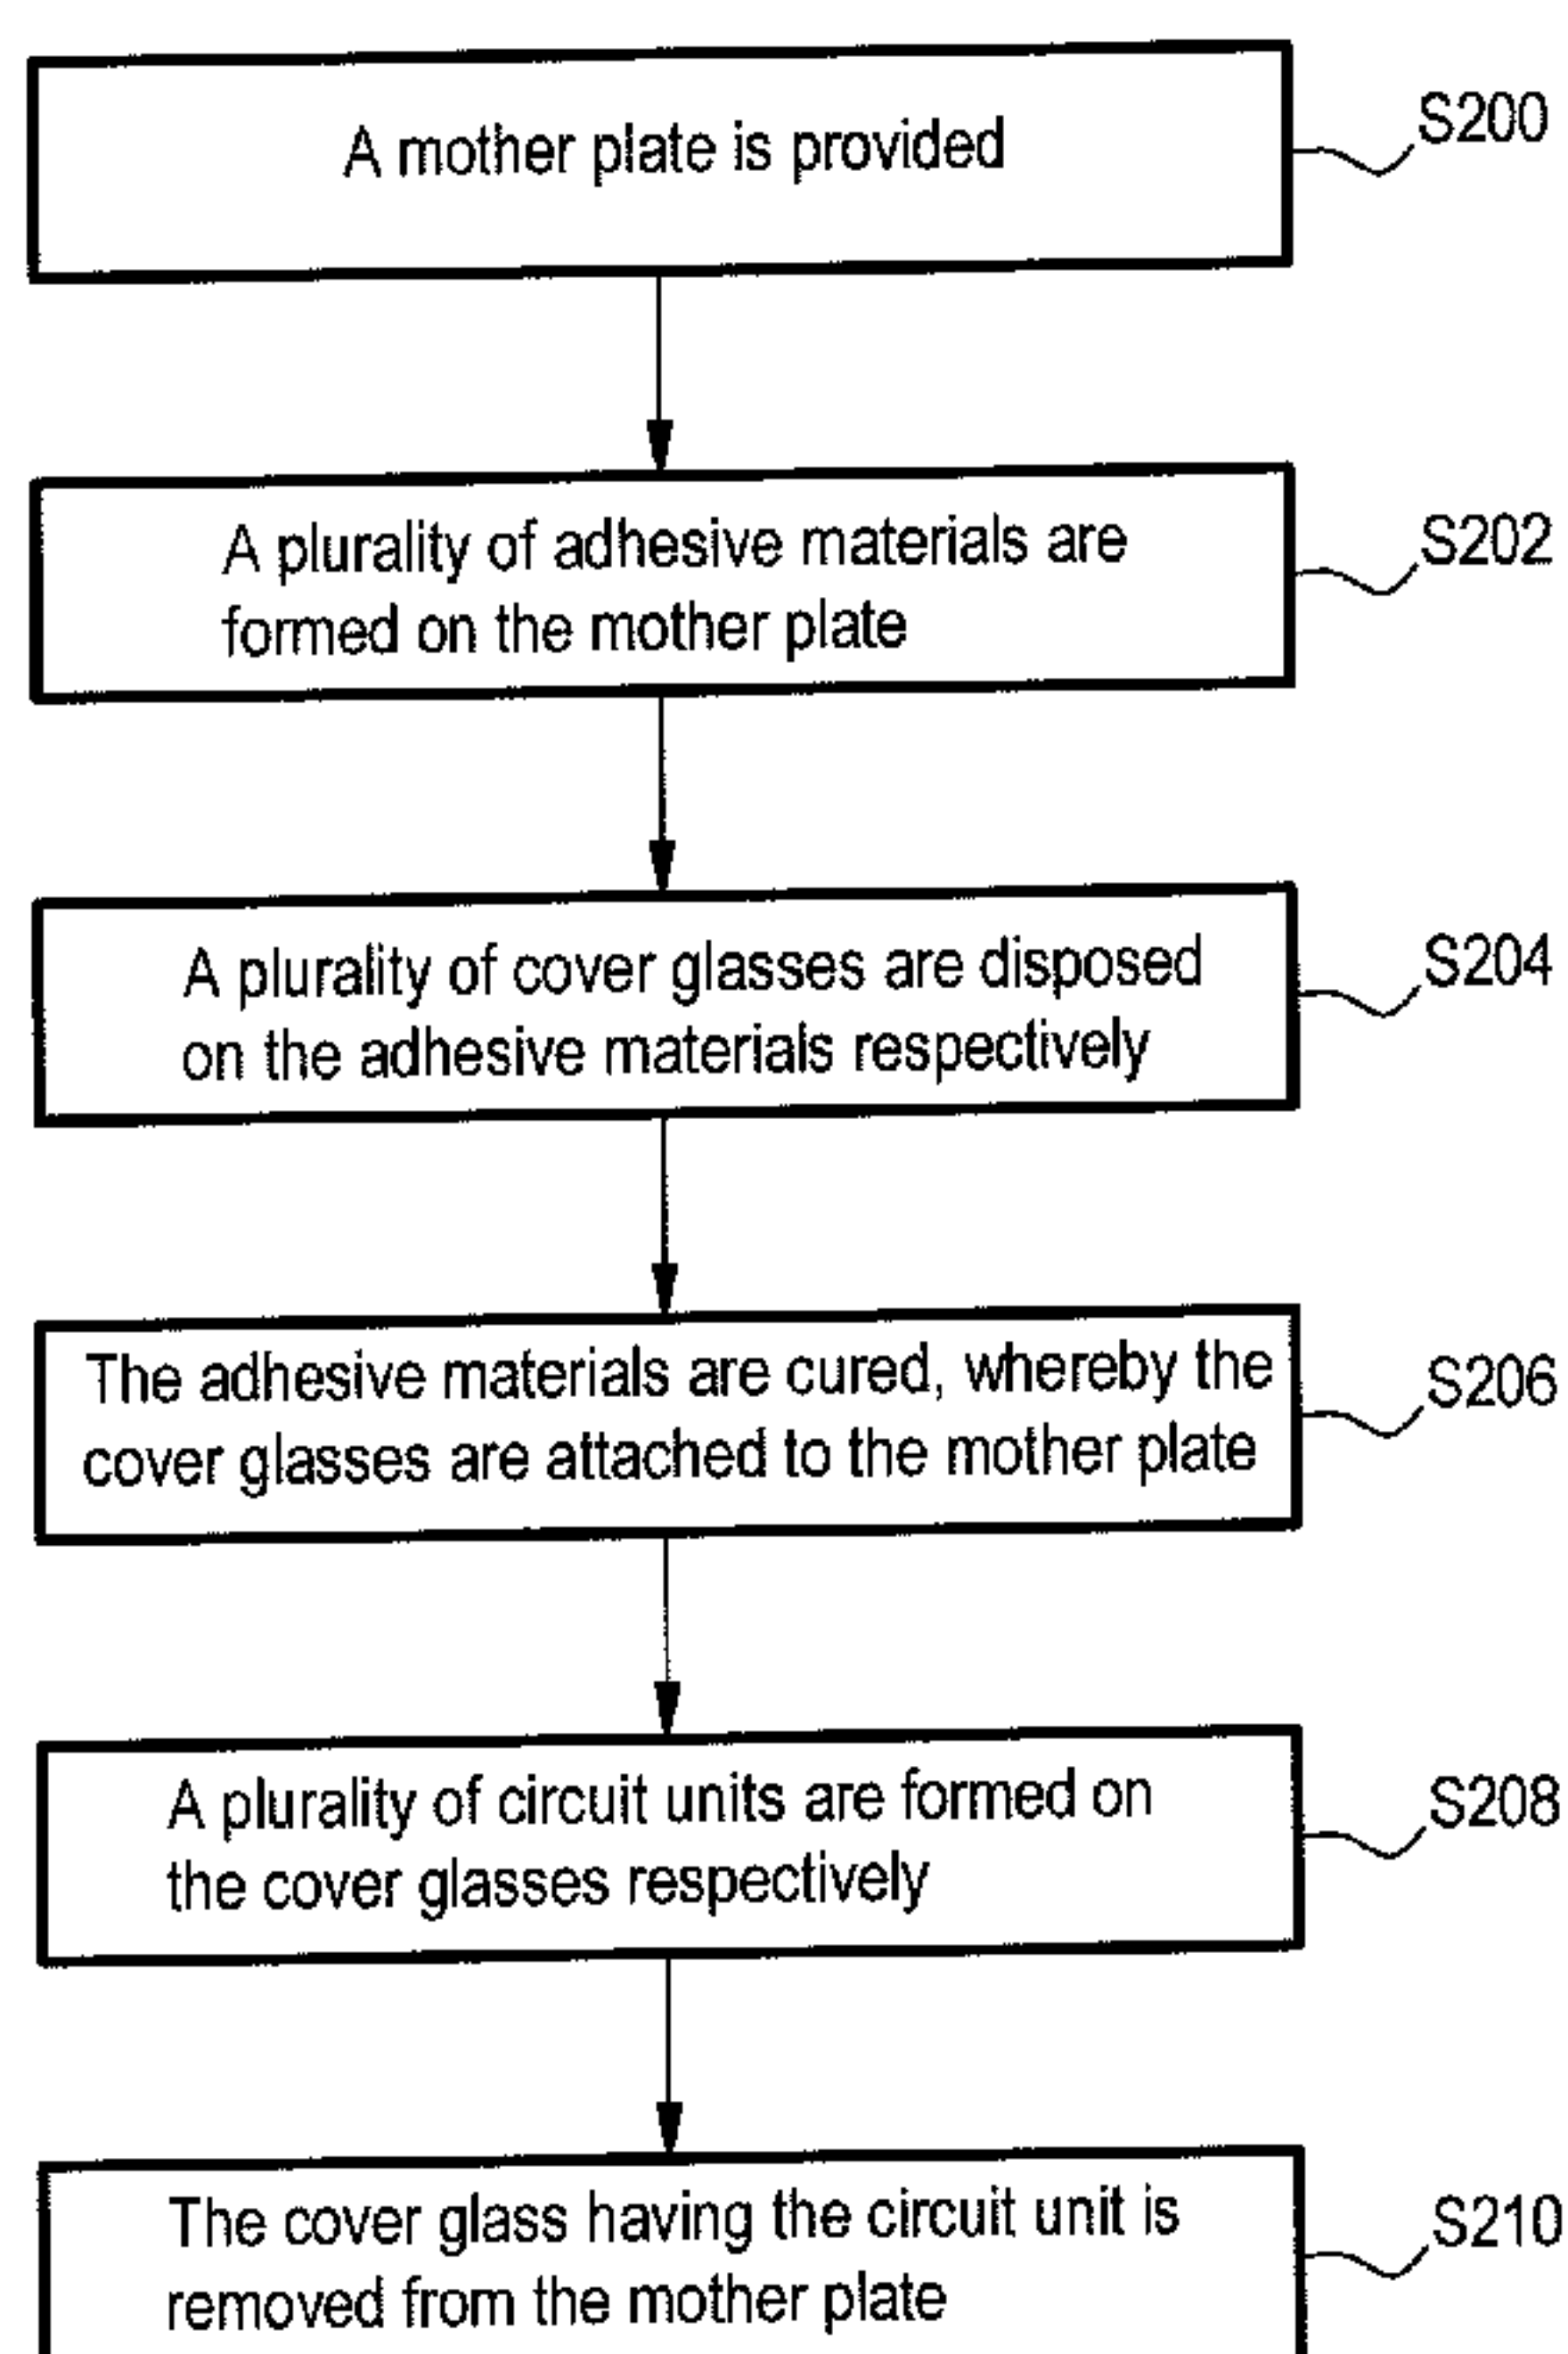 A mother plate is provided
S200
A plurality of adhesive materials are
formed on the mother plate
S202
A plurality of cover glasses are disposed
on the adhesive materials respectively
S204
The adhesive materials are cured, whereby the
cover glasses are attached to the mother plate
S206
A plurality of circuit units are formed on
the cover glasses respectively
S208
The cover glass having the circuit unit is
removed from the mother plate
S210